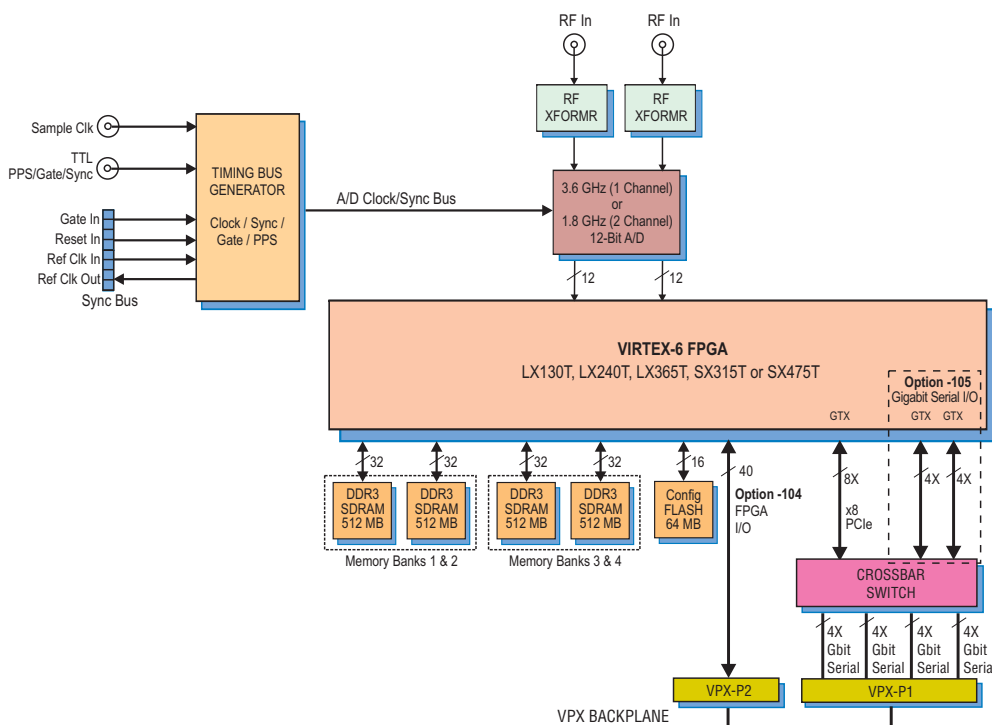 RF In
RF In
RF
XFORMR
RF
XFORMR
Sample Clk
TTL
PPS/Gate/Sync
TIMING BUS
GENERATOR
Clock / Sync /
Gate / PPS
Gate In
Reset In
Ref Clk In
Ref Clk Out
Sync Bus
A/D Clock/Sync Bus
3.6 GHz (1 Channel)
or
1.8 GHz (2 Channel)
12-Bit A/D
12
12
VIRTEX-6 FPGA
LX130T, LX240T, LX365T, SX315T or SX475T
Option -105
Gigabit Serial I/O
GTX
GTX
GTX
32
32
32
32
16
40
8X
4X
4X
DDR3
SDRAM
512 MB
DDR3
SDRAM
512 MB
DDR3
SDRAM
512 MB
DDR3
SDRAM
512 MB
Config
FLASH
64 MB
Option -104
FPGA
I/O
x8
PCIe
Memory Banks 1 & 2
Memory Banks 3 & 4
CROSSBAR
SWITCH
4X
Gbit
Serial
4X
Gbit
Serial
4X
Gbit
Serial
4X
Gbit
Serial
VPX-P2
VPX-P1
VPX BACKPLANE